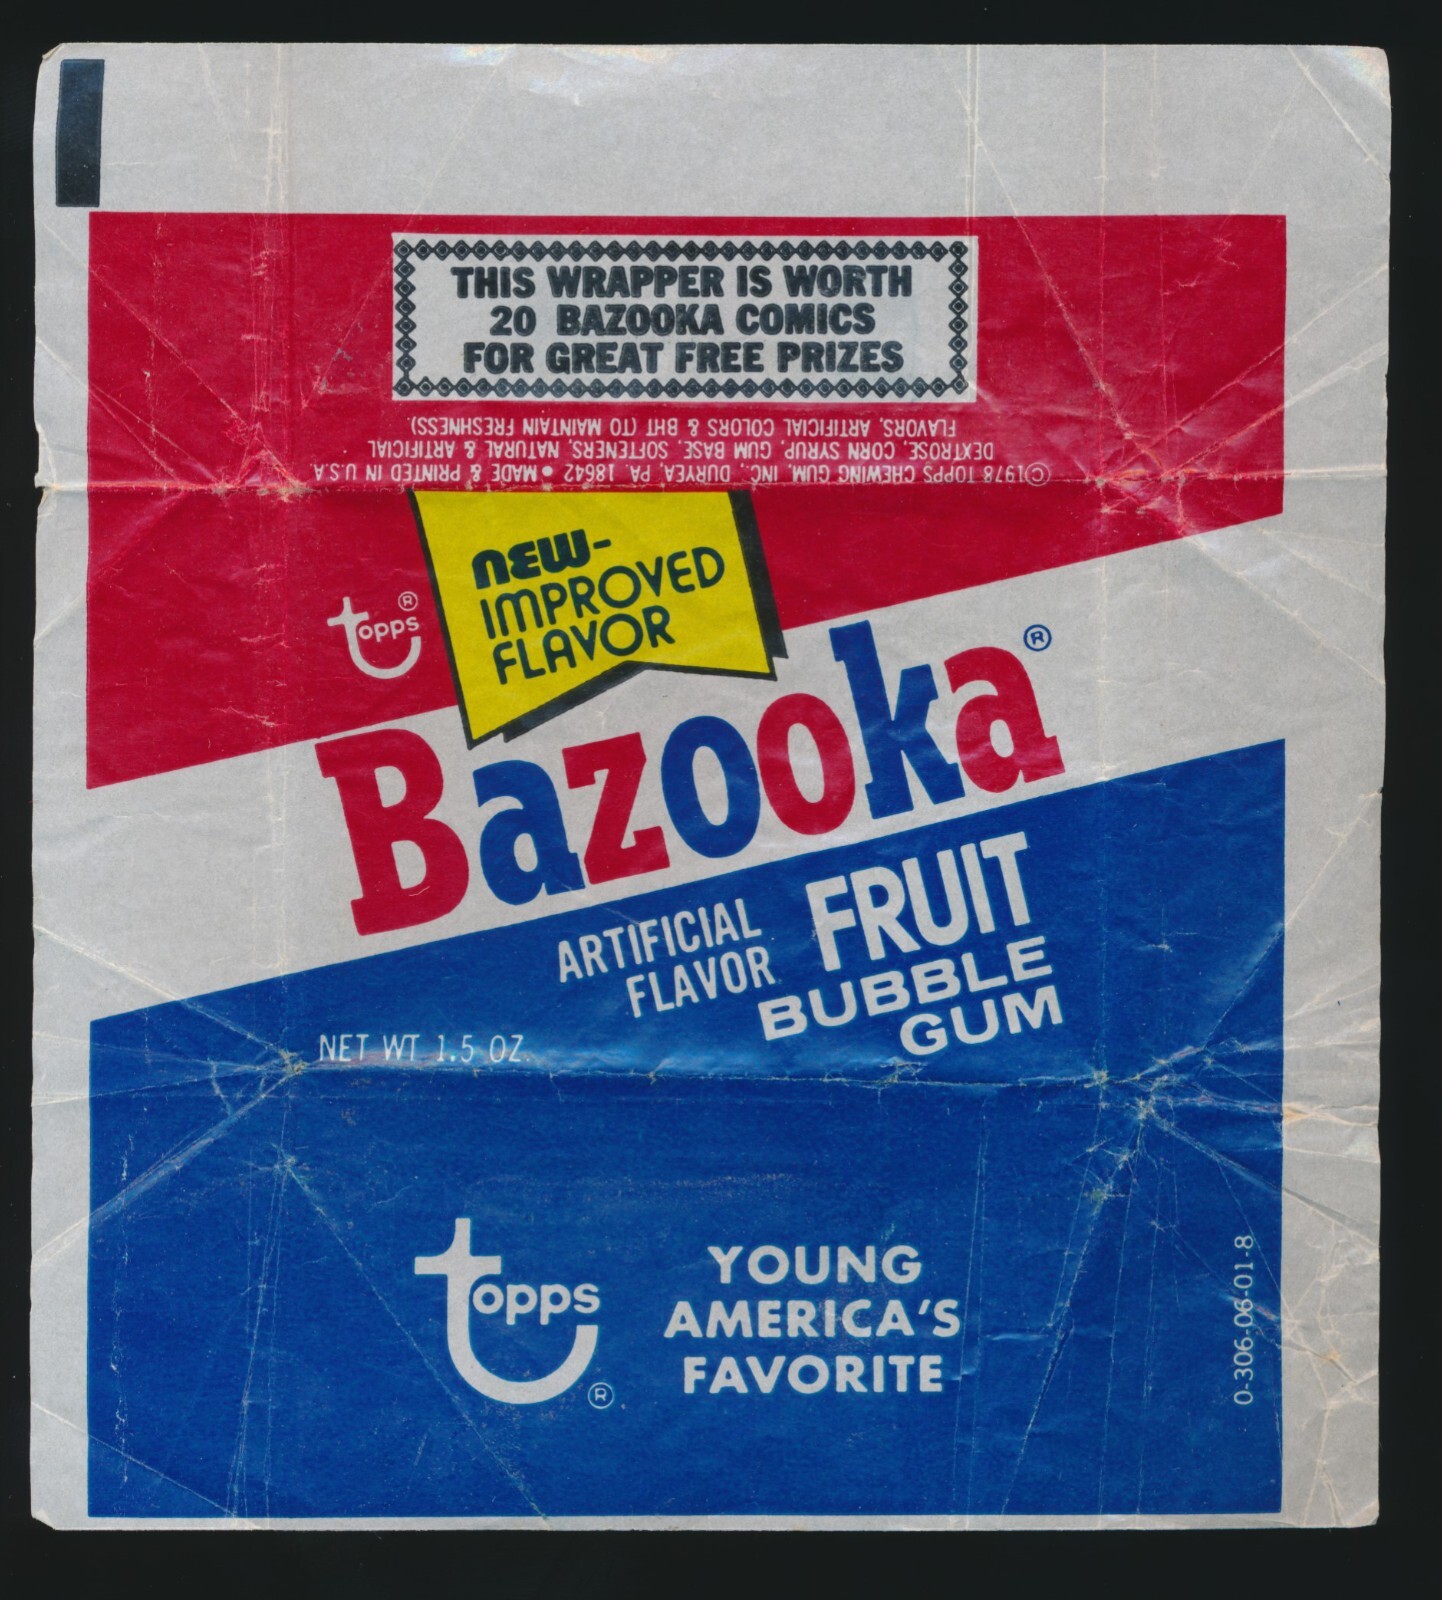 THIS WRAPPER IS WORTH
20 BAZOOKA COMICS
FOR GREAT FREE PRIZES
©1978 TOPPS CHEWING GUM, INC., DURYEA, PA. 18642 • MADE & PRINTED IN U.S.A
DEXTROSE, CORN SYRUP, GUM BASE, SOFTENERS, NATURAL & ARTIFICIAL
FLAVORS, ARTIFICIAL COLORS & BHT (TO MAINTAIN FRESHNESS).
NEW-
IMPROVED
FLAVOR
topps®
Bazooka®
ARTIFICIAL
FLAVOR
FRUIT
BUBBLE
GUM
NET WT 1.5 OZ.
topps®
YOUNG
AMERICA'S
FAVORITE
0-306-06-01-8